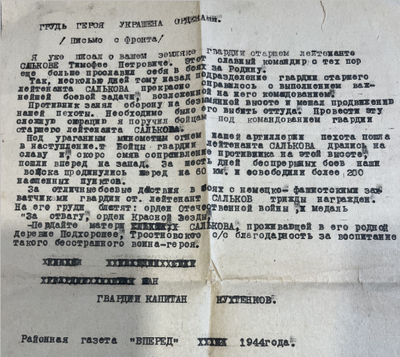 ГРУДЬ ГЕРОЯ УКРАШЕНА ОРДЕНАМИ.
/ Письмо с Фронта/
Я уже писал о вашем земляке гвардии старшем лейтенанте
САЛЬКОВЕ Тимофее Петровиче. Этот славный командир с тех пор
еще больше прославил себя в боях за Родину.
Так, несколько дней тому назад подразделение гвардии старшего
лейтенанта САЛЬКОВА прекрасно справилось о выполнением важ-
нейшей боевой задачи, возложенной на него командованием.
Противник занял оборону на безымянной высоте и мешал продвижению
нашей пехоты. Необходимо было его выбить оттуда. Провести эту
сложную операцию я поручил бойцам под командованием гвардии
старшего лейтенанта САЛЬКОВА.
Под ураганным минометным огнем нашей артиллерии пехота пошла
в наступление. Бойцы гвардии лейтенанта САЛЬКОВА дрались на
славу и, скоро смяв сопротивление противника на этой высоте,
пошли вперед на запад. За шесть дней беспрерывных боев наши
войска продвинулись вперед на 60 км. и освободили более 200
населенных пунктов.
За отличные боевые действия в боях с немецко-фашистскими зах-
ватчиками гвардии ст. лейтенант САЛЬКОВ трижды награжден.
На его груди блестят: орден Отечественной войны, медаль
"За отвагу, орден Красной Звезды.
-Передайте матери САЛЬКОВА, проживающей в его родной
Деревне Подхоронее, Тростновского с/с благодарность за воспитание
такого бесстрашного воина-героя.
ГВАРДИИ КАПИТАН КУХТЕНКОВ.
Районная газета "ВПЕРЕД" 1944года.